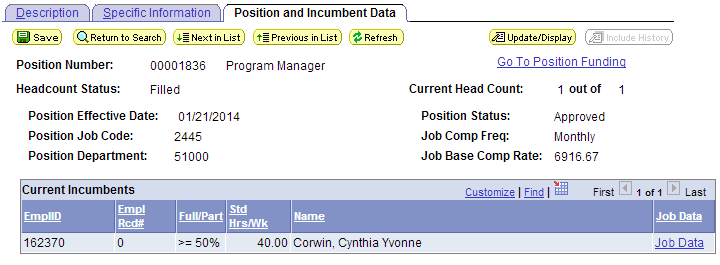 Description Specific Information Position and Incumbent Data
Save Return to Search Next in List Previous in List Refresh Update/Display Include History
Position Number: 00001836 Program Manager Go To Position Funding
Headcount Status: Filled Current Head Count: 1 out of 1
Position Effective Date: 01/21/2014 Position Status: Approved
Position Job Code: 2445 Job Comp Freq: Monthly
Position Department: 51000 Job Base Comp Rate: 6916.67
Current Incumbents Customize | Find | First 1 of 1 Last
EmplID Empl Rcd# Full/Part Std Hrs/Wk Name Job Data
162370 0 >= 50% 40.00 Corwin, Cynthia Yvonne Job Data